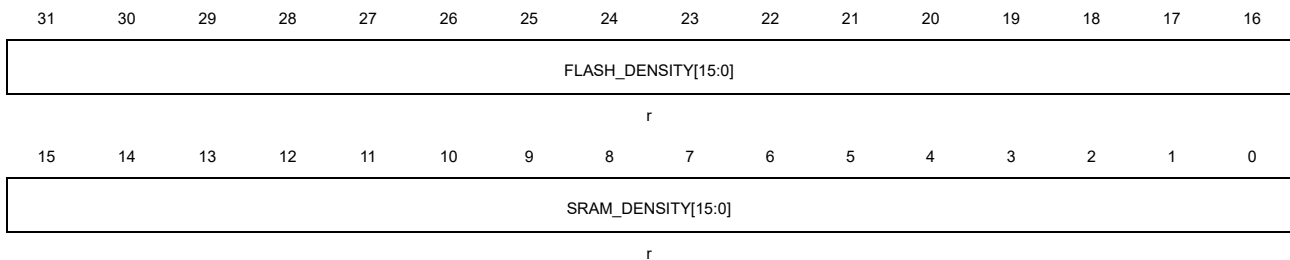 31 30 29 28 27 26 25 24 23 22 21 20 19 18 17 16
FLASH_DENSITY[15:0]
r
15 14 13 12 11 10 9 8 7 6 5 4 3 2 1 0
SRAM_DENSITY[15:0]
r